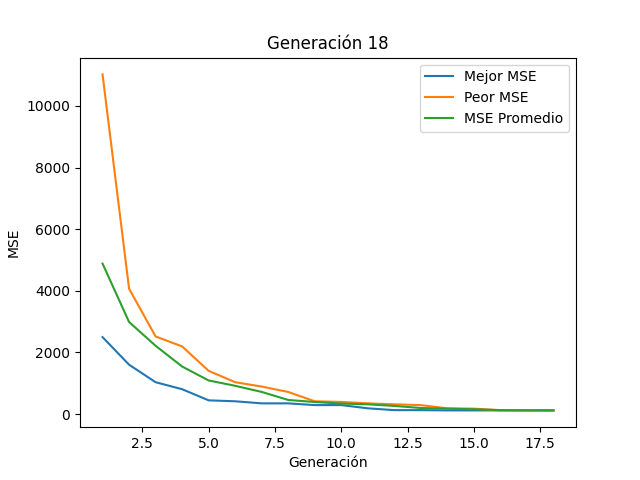 Generación 18
Mejor MSE
Peor MSE
MSE Promedio
MSE
10000
8000
6000
4000
2000
0
2.5 5.0 7.5 10.0 12.5 15.0 17.5
Generación